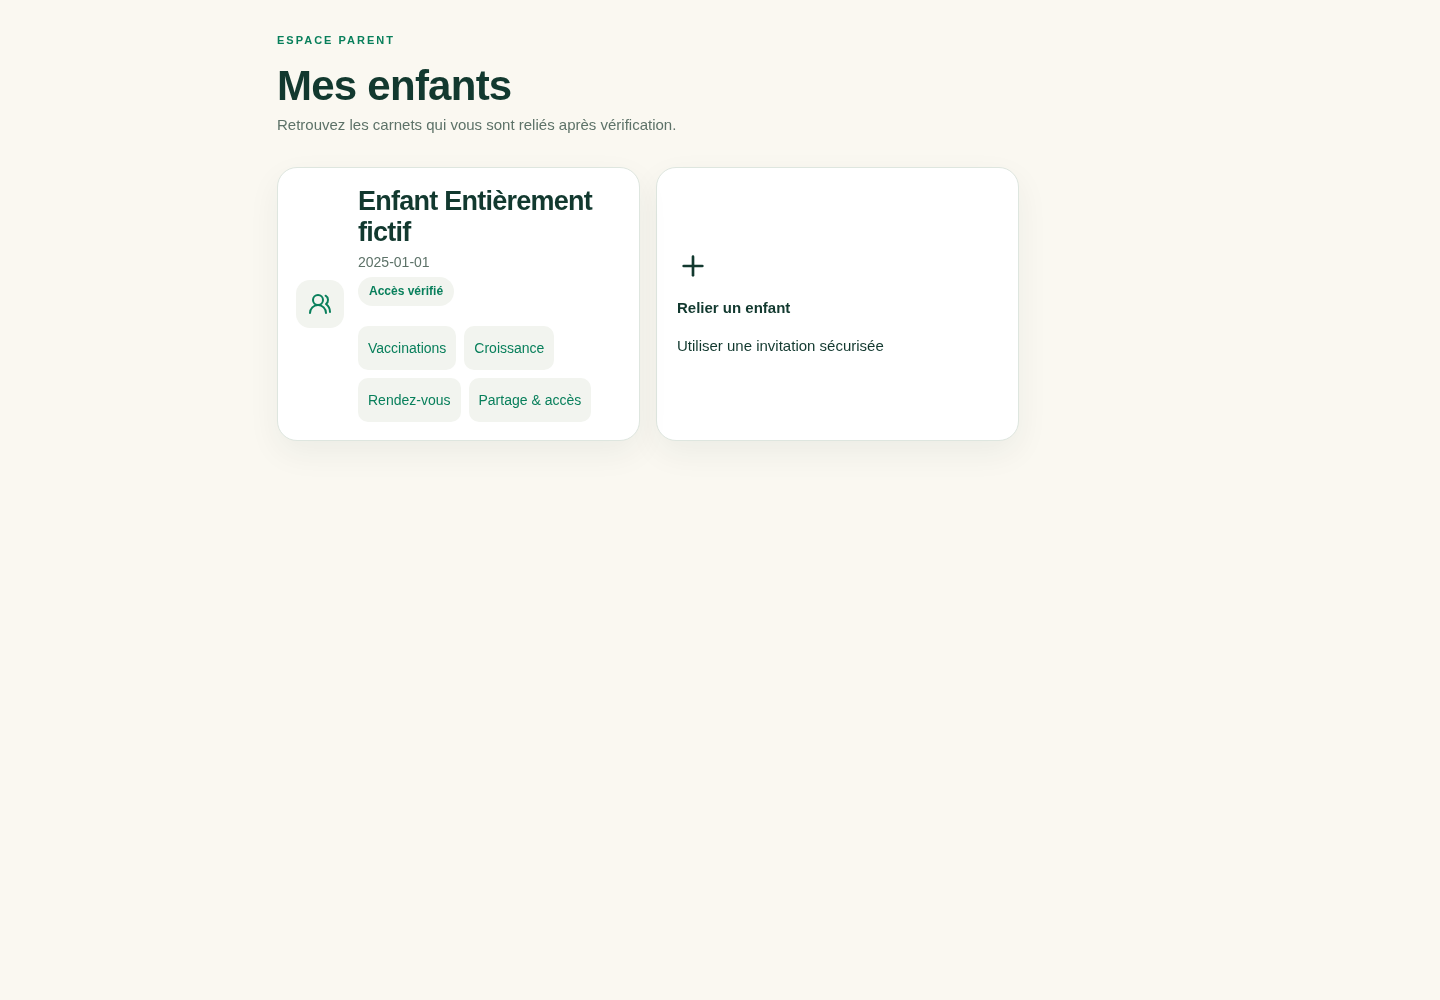 ESPACE PARENT
Mes enfants
Retrouvez les carnets qui vous sont reliés après vérification.
Enfant Entièrement
fictif
2025-01-01
Accès vérifié
Vaccinations
Croissance
Rendez-vous
Partage & accès
Relier un enfant
Utiliser une invitation sécurisée